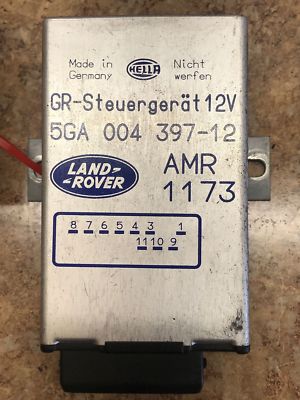 Made in Germany
HELLA
Nicht werfen
GR-Steuergerät 12V
5GA 004 397-12
LAND-ROVER
AMR 1173
8 7 6 5 4 3 1
11 10 9